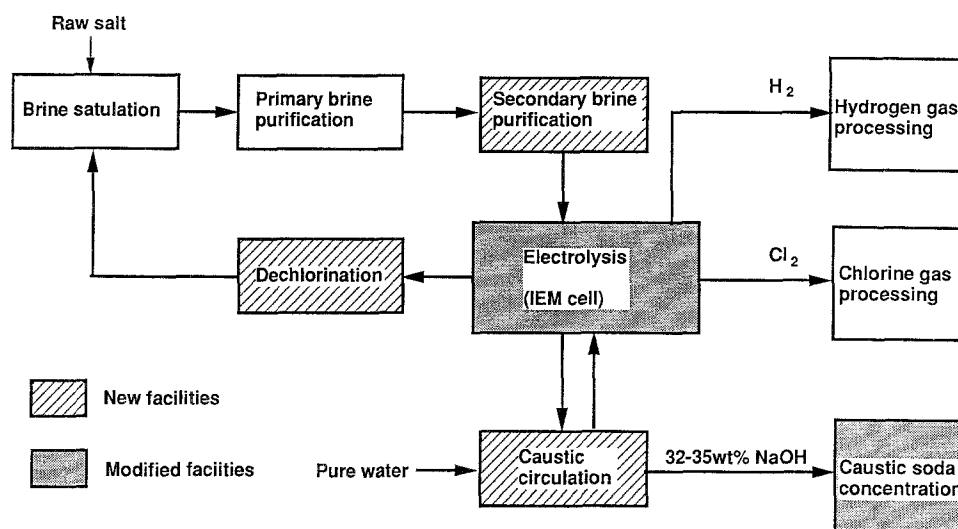 Raw salt
Brine satulation
Primary brine
purification
Secondary brine
purification
H2
Hydrogen gas
processing
Dechlorination
Electrolysis
(IEM cell)
Cl2
Chlorine gas
processing
New facilities
Modified faciities
Pure water
Caustic
circulation
32-35wt% NaOH
Caustic soda
concentration